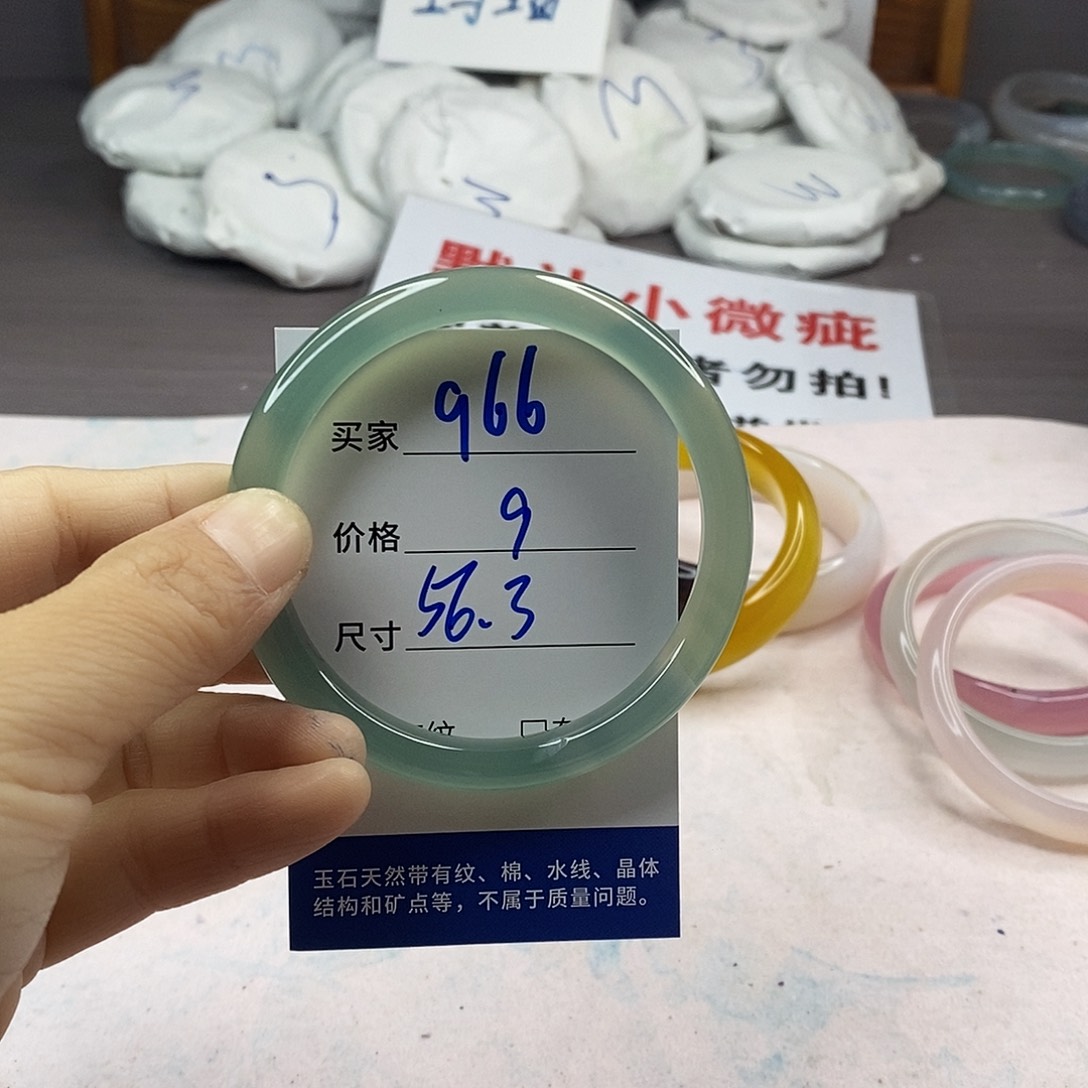 小微疵
者勿拍!
买家 966
价格 9
尺寸 56.3
玉石天然带有纹、棉、水线、晶体
结构和矿点等，不属于质量问题。